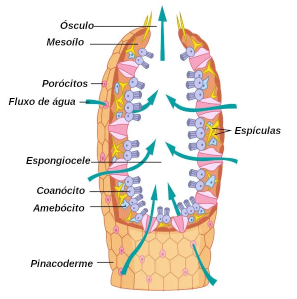 Ósculo
Mesoílo
Porócitos
Fluxo de água
Espículas
Espongiocele
Coanócito
Amebócito
Pinacoderme